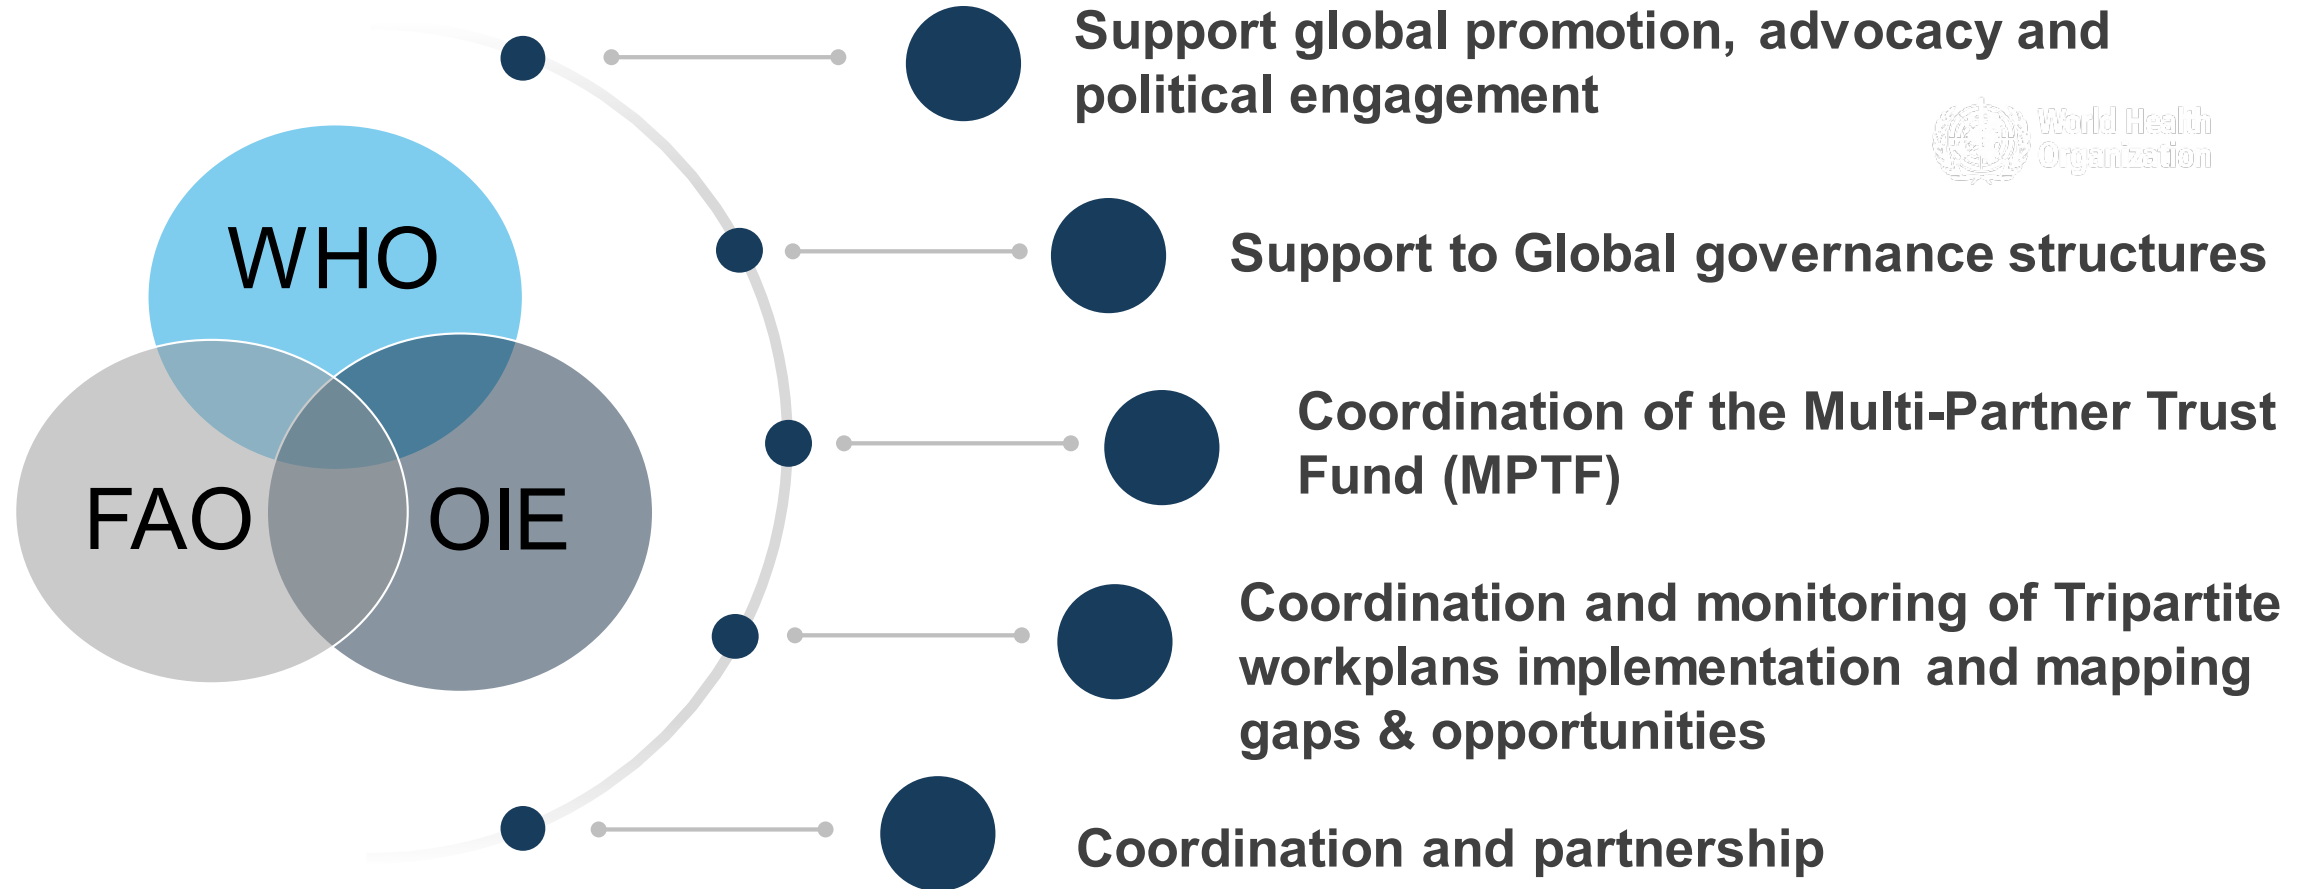 Support global promotion, advocacy and
political engagement
World Health
Organization
WHO
Support to Global governance structures
Coordination of the Multi-Partner Trust
Fund (MPTF)
FAO
OIE
Coordination and monitoring of Tripartite
workplans implementation and mapping
gaps & opportunities
Coordination and partnership